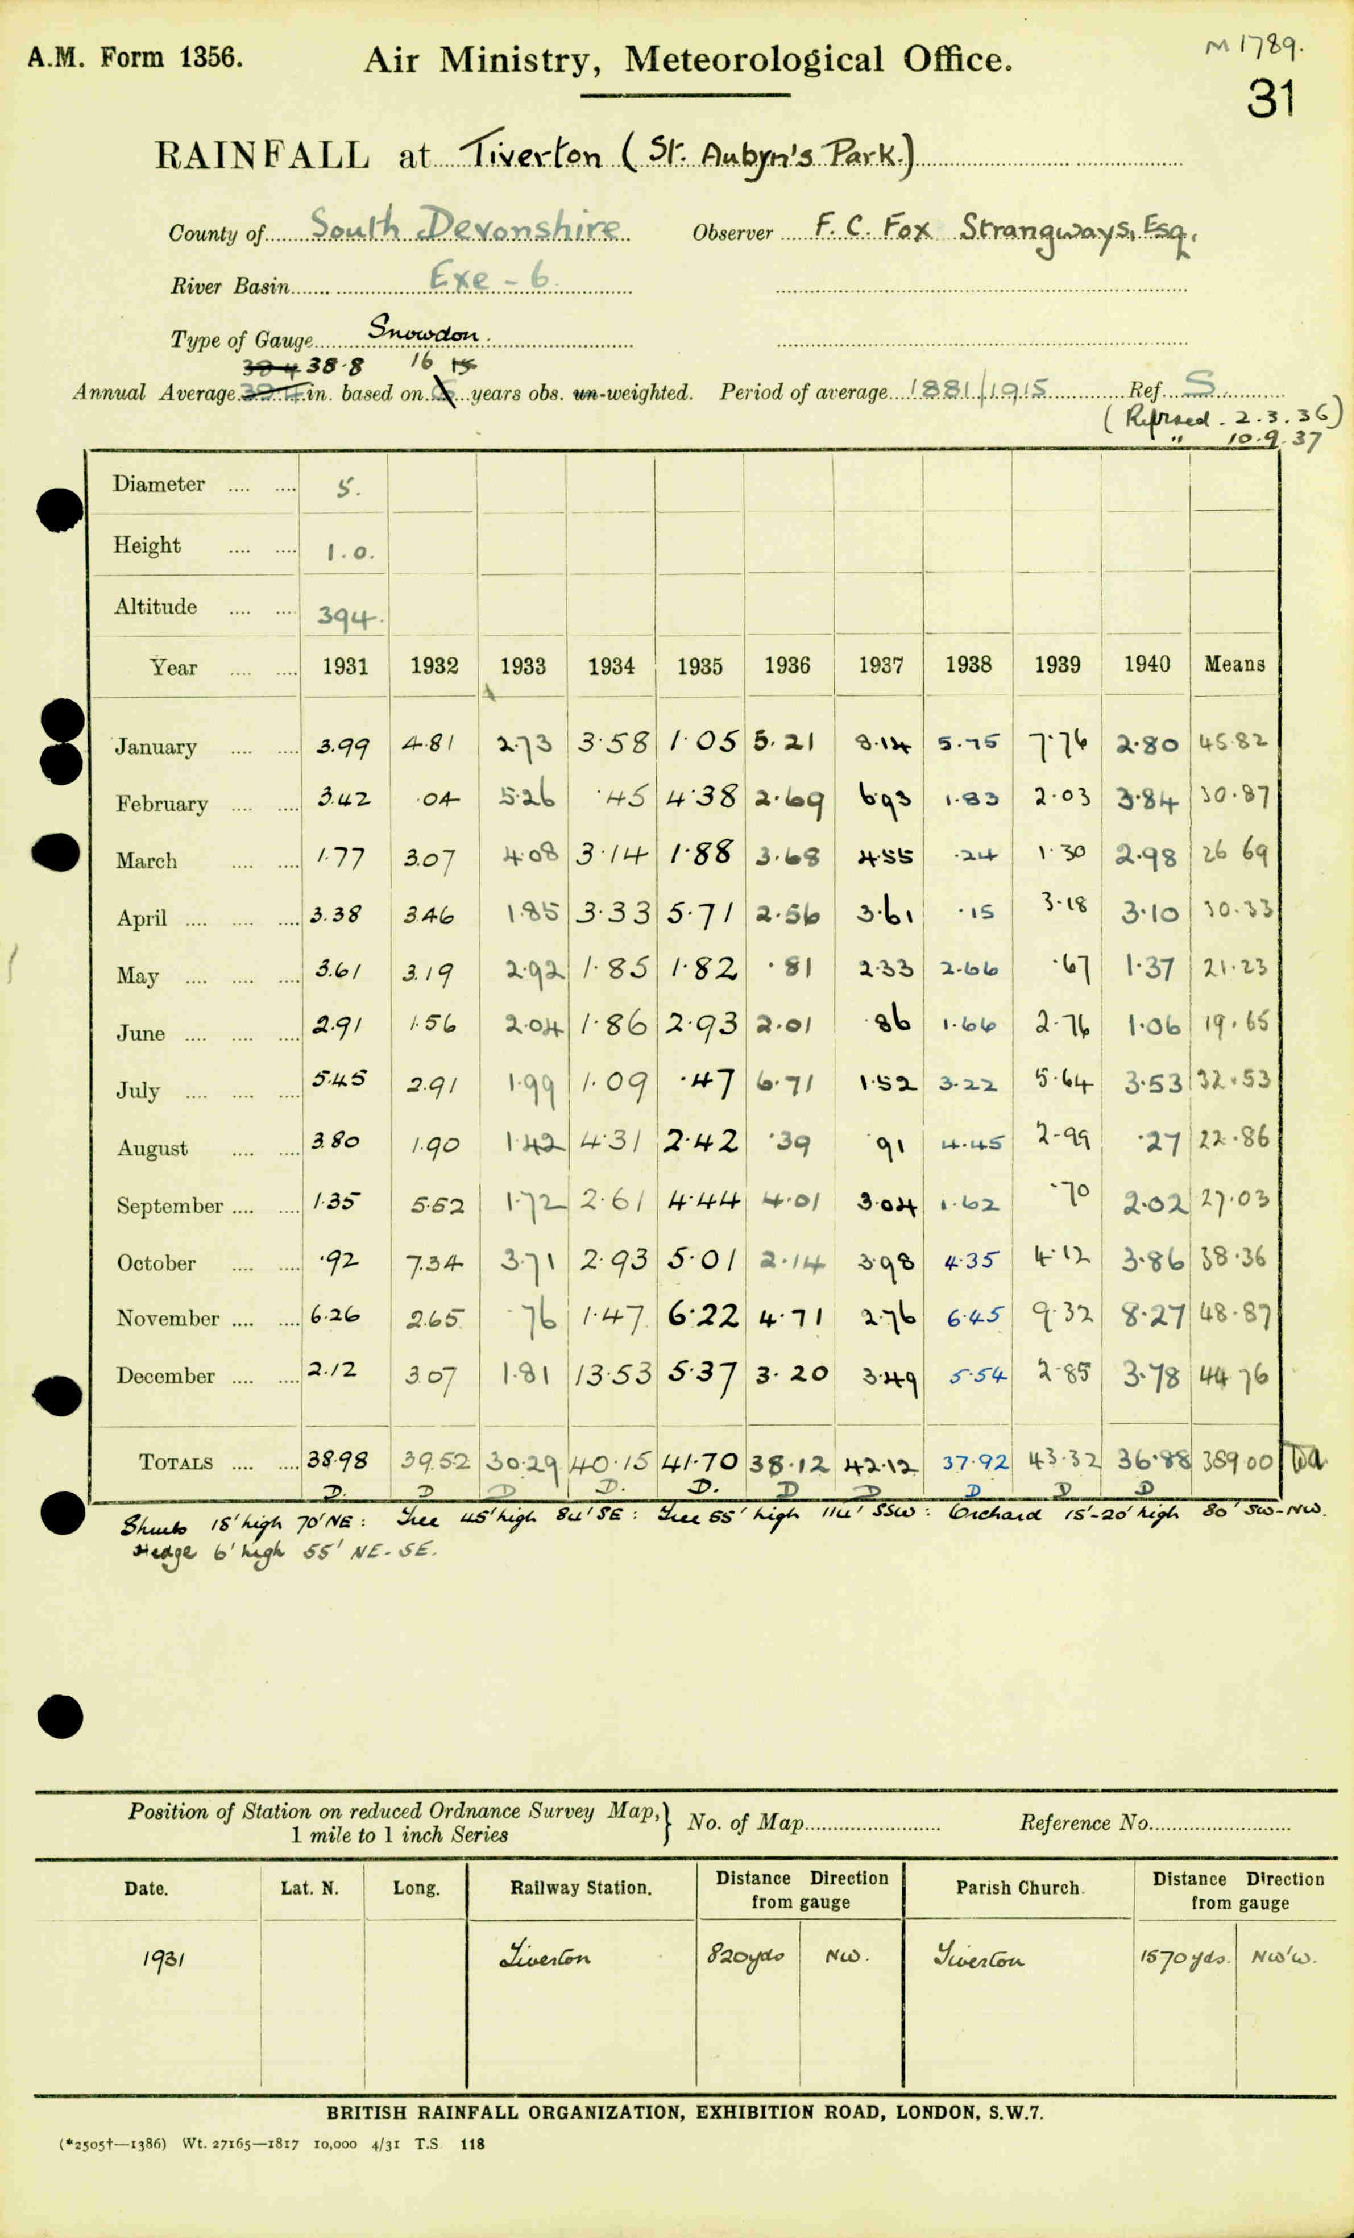 A.M. Form 1356.
Air Ministry, Meteorological Office.
M 1789.
31
RAINFALL at Tiverton (St. Aubyn's Park.)
County of South Devonshire Observer F. C. Fox Strangways, Esq.
River Basin Exe - 6
Type of Gauge Snowdon.
38·8 16 15
Annual Average in. based on years obs. un-weighted. Period of average 1881/1915 Ref. S
(Revised - 2.3.36)
" 10.9.37
Diameter .... .... 5.
Height .... .... 1.0.
Altitude .... .... 394.
Year .... .... 1931 1932 1933 1934 1935 1936 1937 1938 1939 1940 Means
January .... .... 3.99 4.81 2.73 3.58 1.05 5.21 8.14 5.75 7.76 2.80 45.82
February .... .... 3.42 .04 5.26 .45 4.38 2.69 6.93 1.83 2.03 3.84 30.87
March .... .... 1.77 3.07 4.08 3.14 1.88 3.68 4.55 .24 1.30 2.98 26 69
April .... .... .... 3.38 3.46 1.85 3.33 5.71 2.56 3.61 .15 3.18 3.10 30.33
May .... .... .... 3.61 3.19 2.92 1.85 1.82 .81 2.33 2.66 .67 1.37 21.23
June .... .... .... 2.91 1.56 2.04 1.86 2.93 2.01 .86 1.66 2.76 1.06 19.65
July .... .... .... 5.45 2.91 1.99 1.09 .47 6.71 1.52 3.22 5.64 3.53 32.53
August .... .... 3.80 1.90 1.42 4.31 2.42 .39 .91 4.45 2.99 .27 22.86
September .... .... 1.35 5.52 1.72 2.61 4.44 4.01 3.04 1.62 .70 2.02 27.03
October .... .... .92 7.34 3.71 2.93 5.01 2.14 3.98 4.35 4.12 3.86 38.36
November .... .... 6.26 2.65 .76 1.47 6.22 4.71 2.76 6.45 9.32 8.27 48.87
December .... .... 2.12 3.07 1.81 13.53 5.37 3.20 3.49 5.54 2.85 3.78 44 76
TOTALS .... .... 38.98 39.52 30.29 40.15 41.70 38.12 42.12 37.92 43.32 36.88 389.00
D. D D D. D. D D D D D
Shrubs 15' high 70' NE: Tree 45' high 84' SE: Tree 55' high 114' SSW: Orchard 15'-20' high 80' SW-NW.
Hedge 6' high 55' NE-SE.
Position of Station on reduced Ordnance Survey Map, } No. of Map Reference No.
1 mile to 1 inch Series
Date. Lat. N. Long. Railway Station. Distance Direction from gauge Parish Church. Distance Direction from gauge
1931 Tiverton 820yds NW. Tiverton 1570yds. NW'W.
BRITISH RAINFALL ORGANIZATION, EXHIBITION ROAD, LONDON, S.W.7.
(*2505†—1386) Wt. 27165—1817 10,000 4/31 T.S. 118